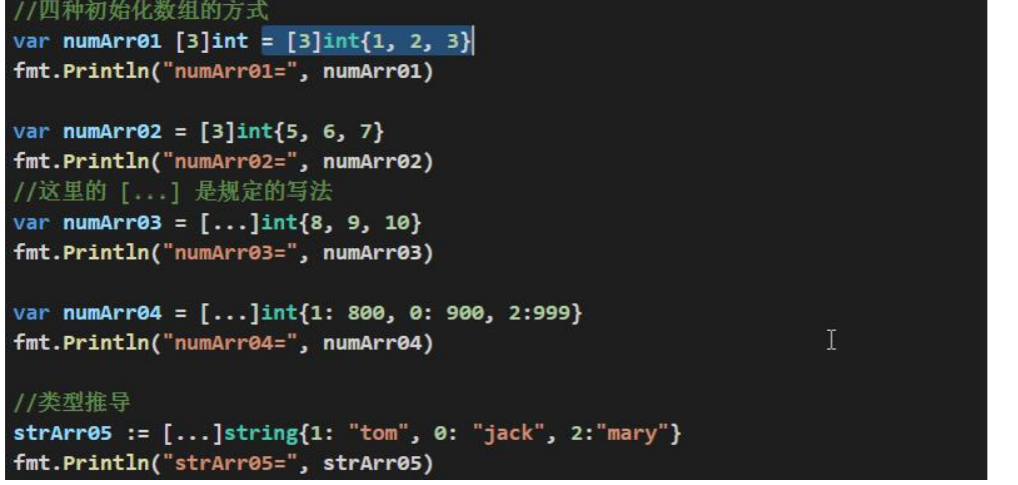 //四种初始化数组的方式
var numArr01 [3]int = [3]int{1, 2, 3}
fmt.Println("numArr01=", numArr01)
var numArr02 = [3]int{5, 6, 7}
fmt.Println("numArr02=", numArr02)
//这里的 [...] 是规定的写法
var numArr03 = [...]int{8, 9, 10}
fmt.Println("numArr03=", numArr03)
var numArr04 = [...]int{1: 800, 0: 900, 2:999}
fmt.Println("numArr04=", numArr04)
//类型推导
strArr05 := [...]string{1: "tom", 0: "jack", 2:"mary"}
fmt.Println("strArr05=", strArr05)